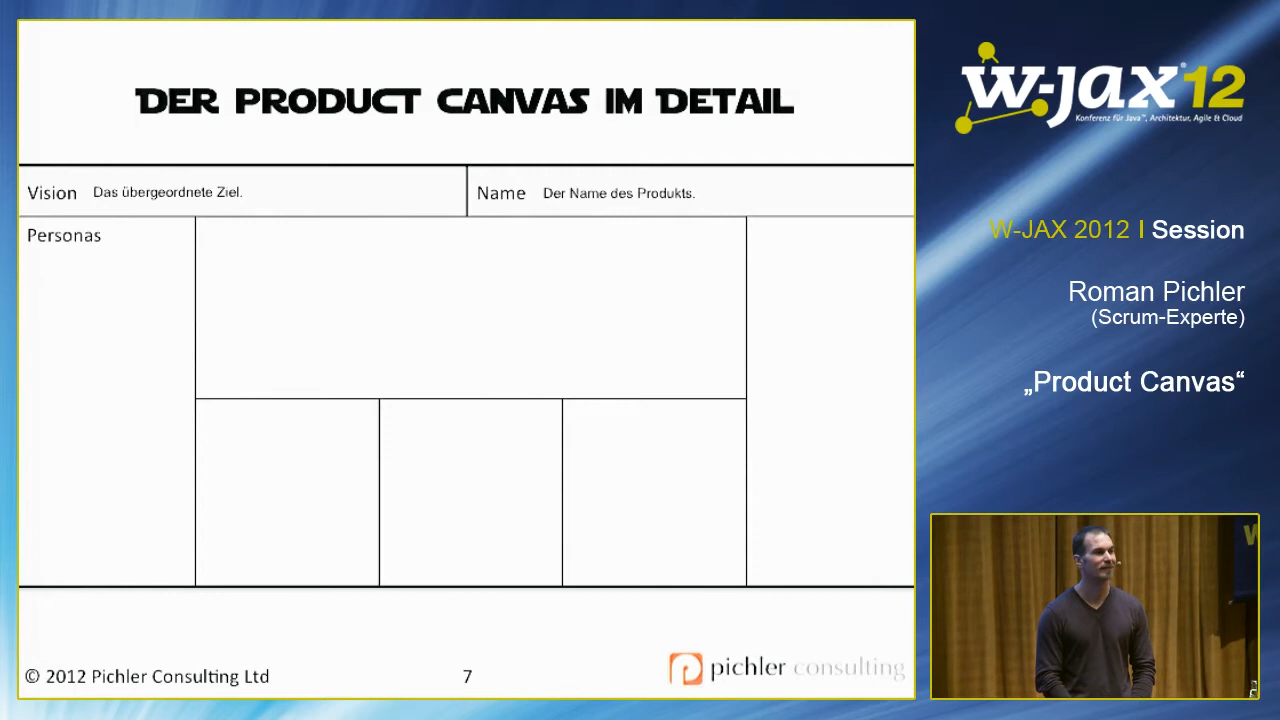 DER PRODUCT CANVAS IM DETAIL
Vision Das übergeordnete Ziel.
Name Der Name des Produkts.
Personas
© 2012 Pichler Consulting Ltd
7
pichler consulting
W-JAX® 12
Konferenz für Java™, Architektur, Agile & Cloud
W-JAX 2012 | Session
Roman Pichler
(Scrum-Experte)
„Product Canvas“